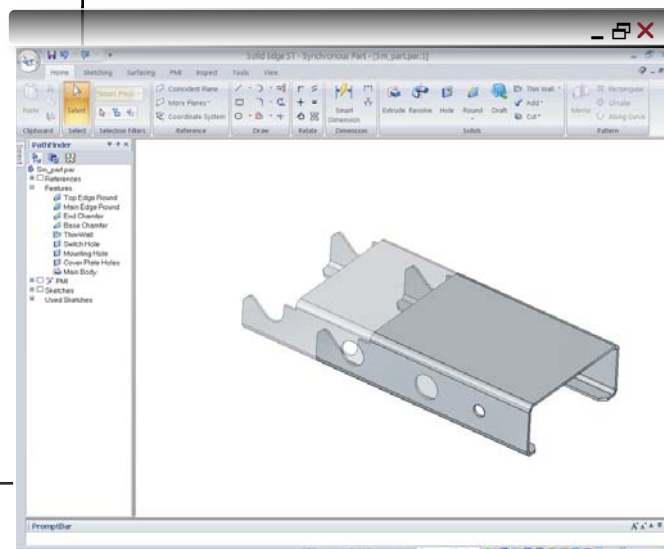 Solid Edge ST - Synchronous Part - [Sm_part.par:1]
Home Sketching Surfacing PMI Inspect Tools View
Paste
Select
Smart Pick
Coincident Plane
More Planes
Coordinate System
Smart Dimension
Extrude Revolve Hole Round Draft
Thin Wall
Add
Cut
Mirror
Rectangular
Circular
Along Curve
Clipboard Select Selection Filters Reference Draw Relate Dimension Solids Pattern
PathFinder
Select
Sm_part.par
References
Features
Top Edge Round
Main Edge Round
End Chamfer
Base Chamfer
ThinWall
Switch Hole
Mounting Hole
Cover Plate Holes
Main Body
PMI
Sketches
Used Sketches
PromptBar